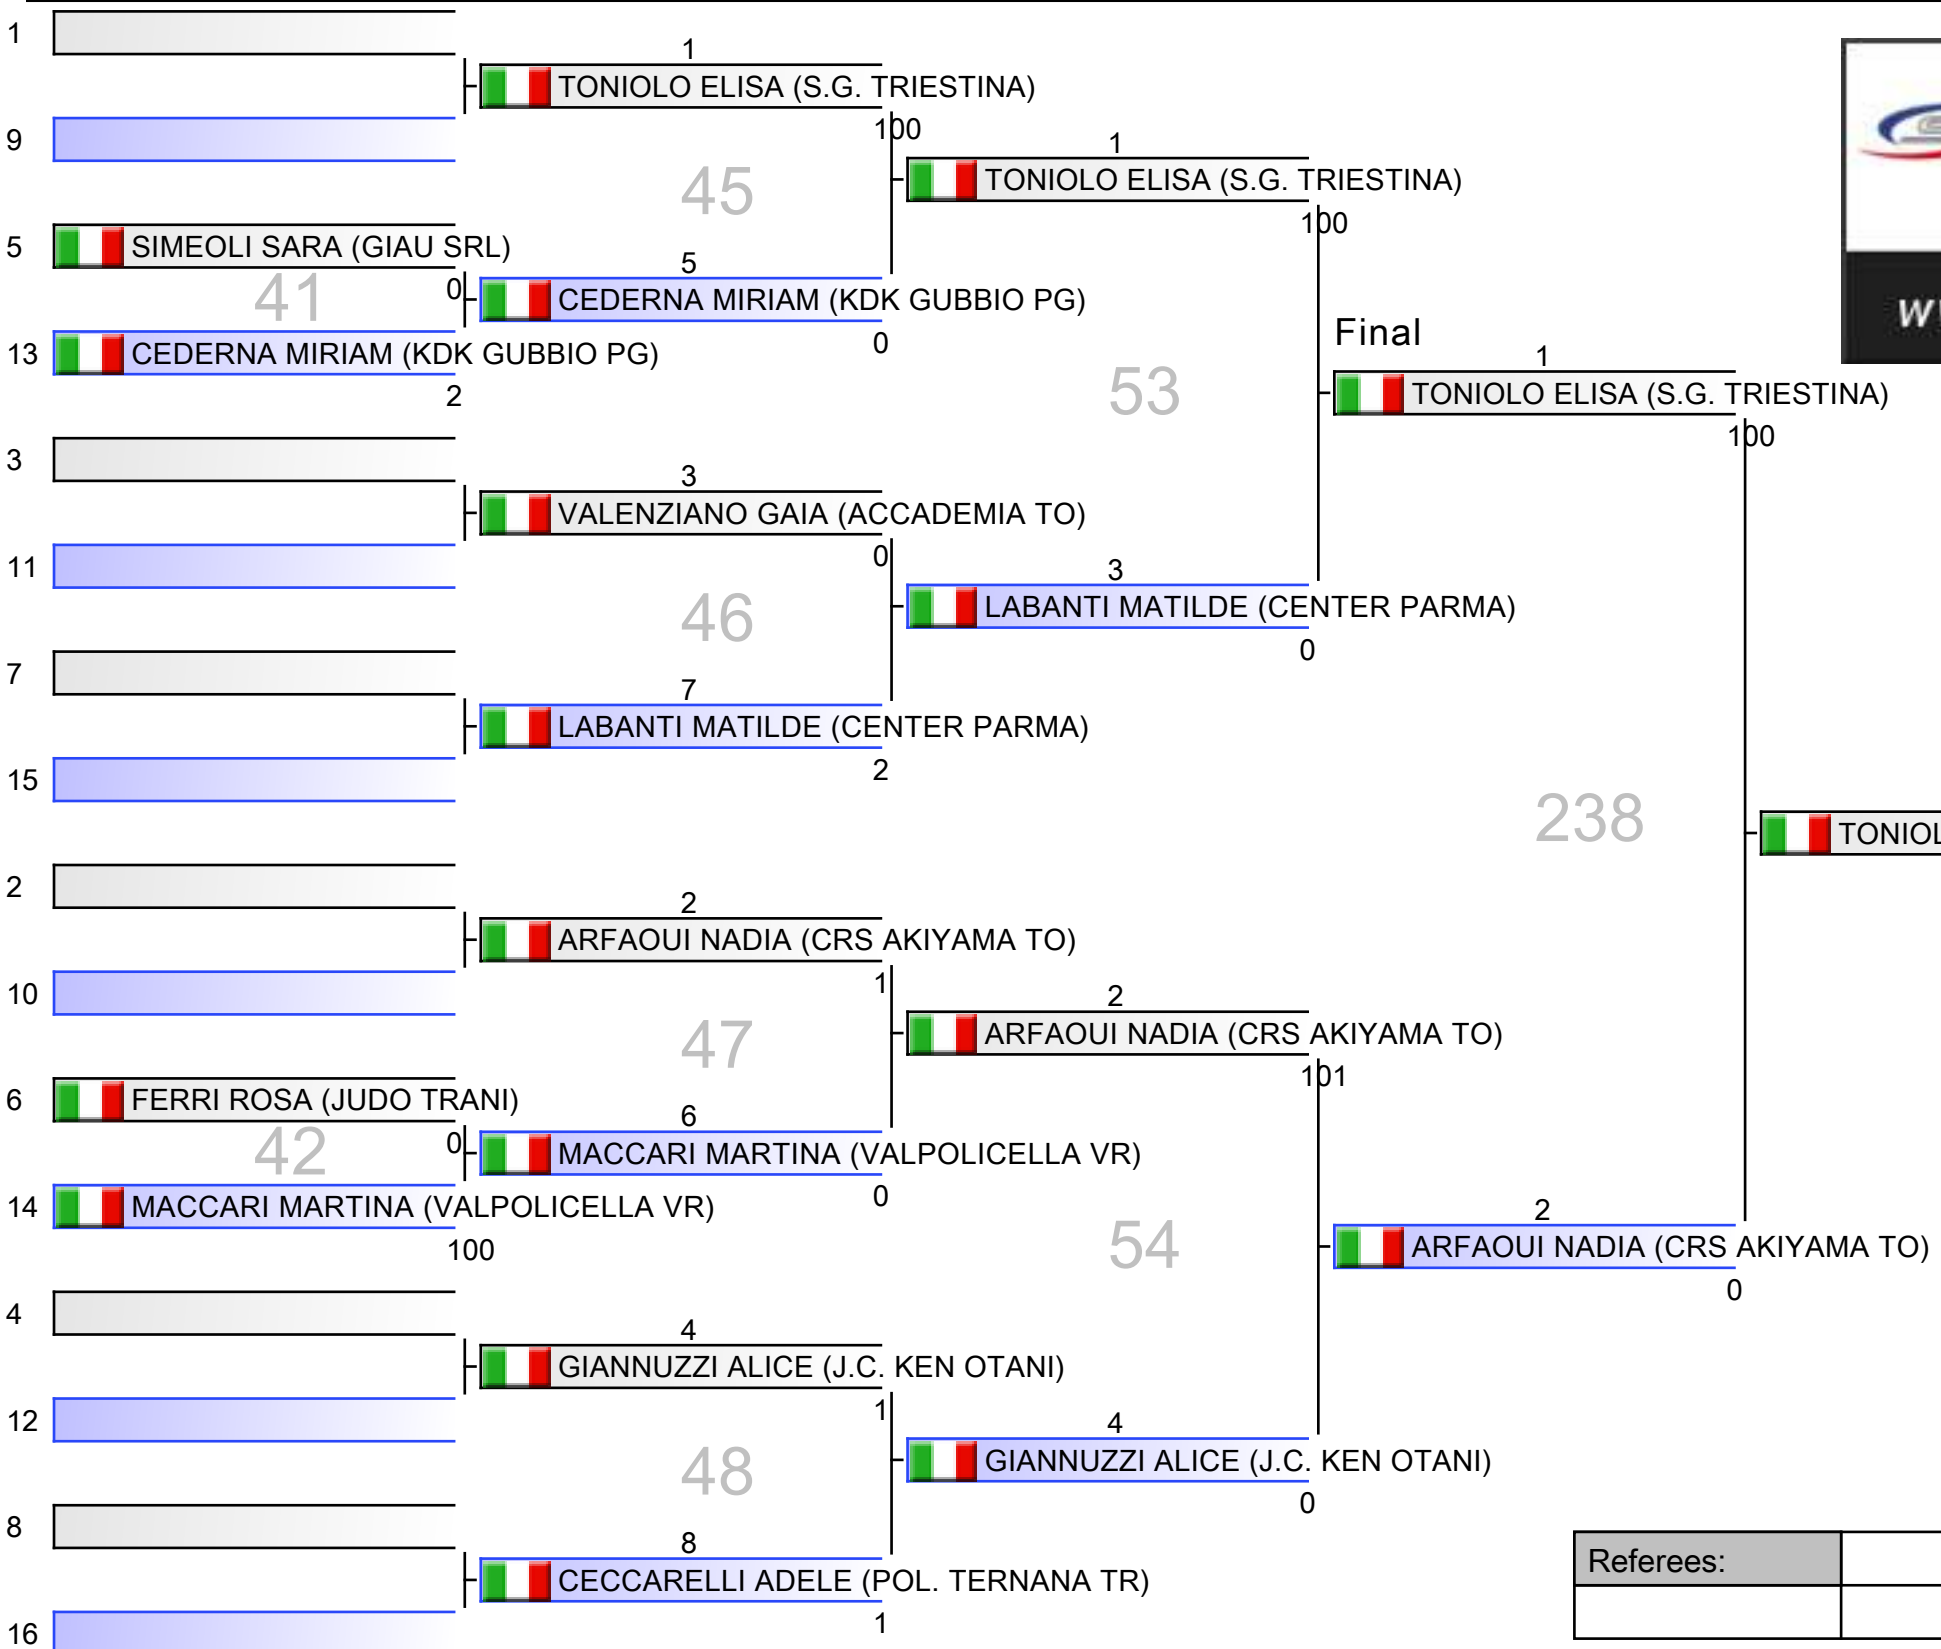 1
1
TONIOLO ELISA (S.G. TRIESTINA)
100
9
1
45
TONIOLO ELISA (S.G. TRIESTINA)
100
5 SIMEOLI SARA (GIAU SRL)
5
41
0
CEDERNA MIRIAM (KDK GUBBIO PG)
0
13 CEDERNA MIRIAM (KDK GUBBIO PG)
2
Final
1
53
TONIOLO ELISA (S.G. TRIESTINA)
100
3
3
VALENZIANO GAIA (ACCADEMIA TO)
0
11
3
46
LABANTI MATILDE (CENTER PARMA)
0
7
7
LABANTI MATILDE (CENTER PARMA)
2
15
238
TONIOL
2
2
ARFAOUI NADIA (CRS AKIYAMA TO)
1
10
2
47
ARFAOUI NADIA (CRS AKIYAMA TO)
101
6 FERRI ROSA (JUDO TRANI)
6
42
0
MACCARI MARTINA (VALPOLICELLA VR)
0
14 MACCARI MARTINA (VALPOLICELLA VR)
100
2
54
ARFAOUI NADIA (CRS AKIYAMA TO)
0
4
4
GIANNUZZI ALICE (J.C. KEN OTANI)
1
12
4
48
GIANNUZZI ALICE (J.C. KEN OTANI)
0
8
8
CECCARELLI ADELE (POL. TERNANA TR)
1
16
Referees: